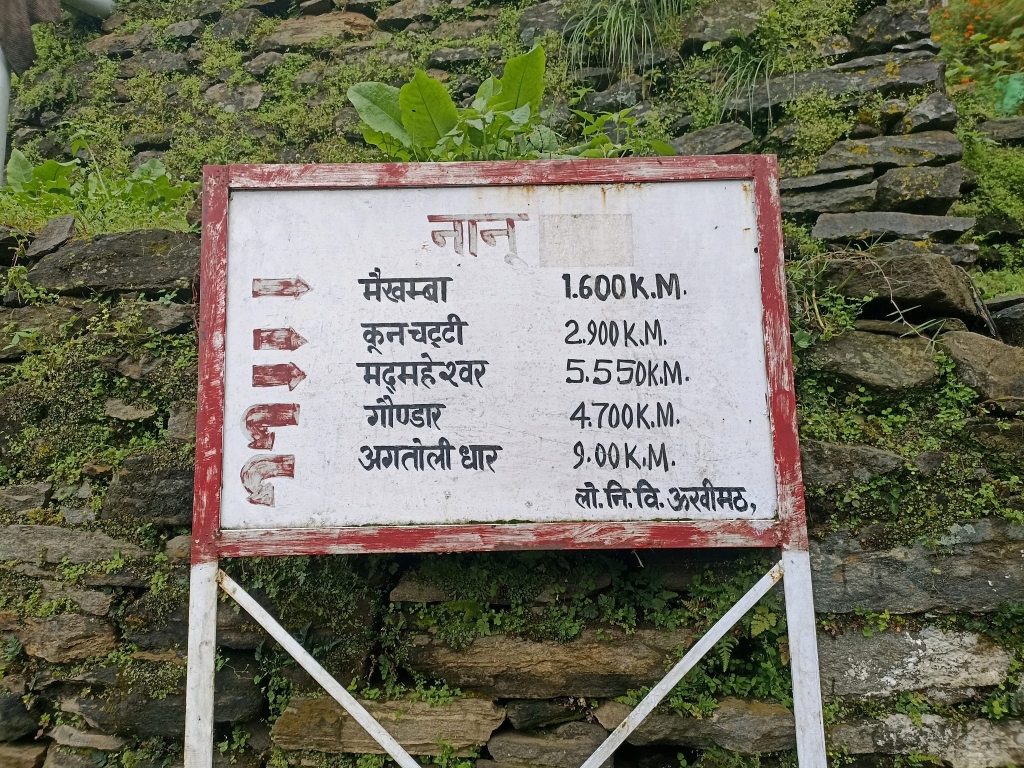 नानू
मैखम्बा 1.600 K.M.
कूनचट्टी 2.900 K.M.
मद्महेश्वर 5.550 K.M.
गौण्डार 4.700 K.M.
अगतोली धार 9.00 K.M.
लो.नि.वि. ऊखीमठ,